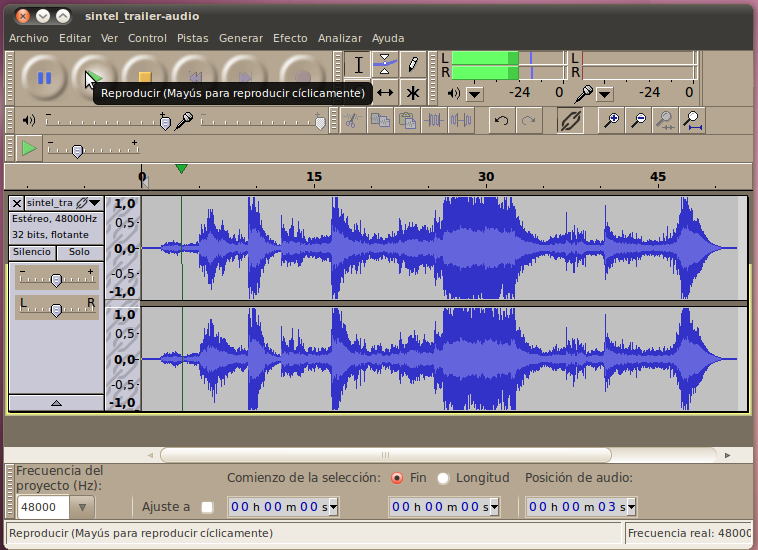 sintel_trailer-audio
Archivo Editar Ver Control Pistas Generar Efecto Analizar Ayuda
L
R
L
R
-24 0 -24 0
Reproducir (Mayús para reproducir cíclicamente)
- + - +
- +
0 15 30 45
sintel_tra
Estéreo, 48000Hz
32 bits, flotante
Silencio Solo
- +
L R
1,0
0,5
0,0
-0,5
-1,0
1,0
0,5
0,0
-0,5
-1,0
Frecuencia del
proyecto (Hz):
48000
Comienzo de la selección: Fin Longitud Posición de audio:
Ajuste a 00 h 00 m 00 s 00 h 00 m 00 s 00 h 00 m 03 s
Reproducir (Mayús para reproducir cíclicamente) Frecuencia real: 48000